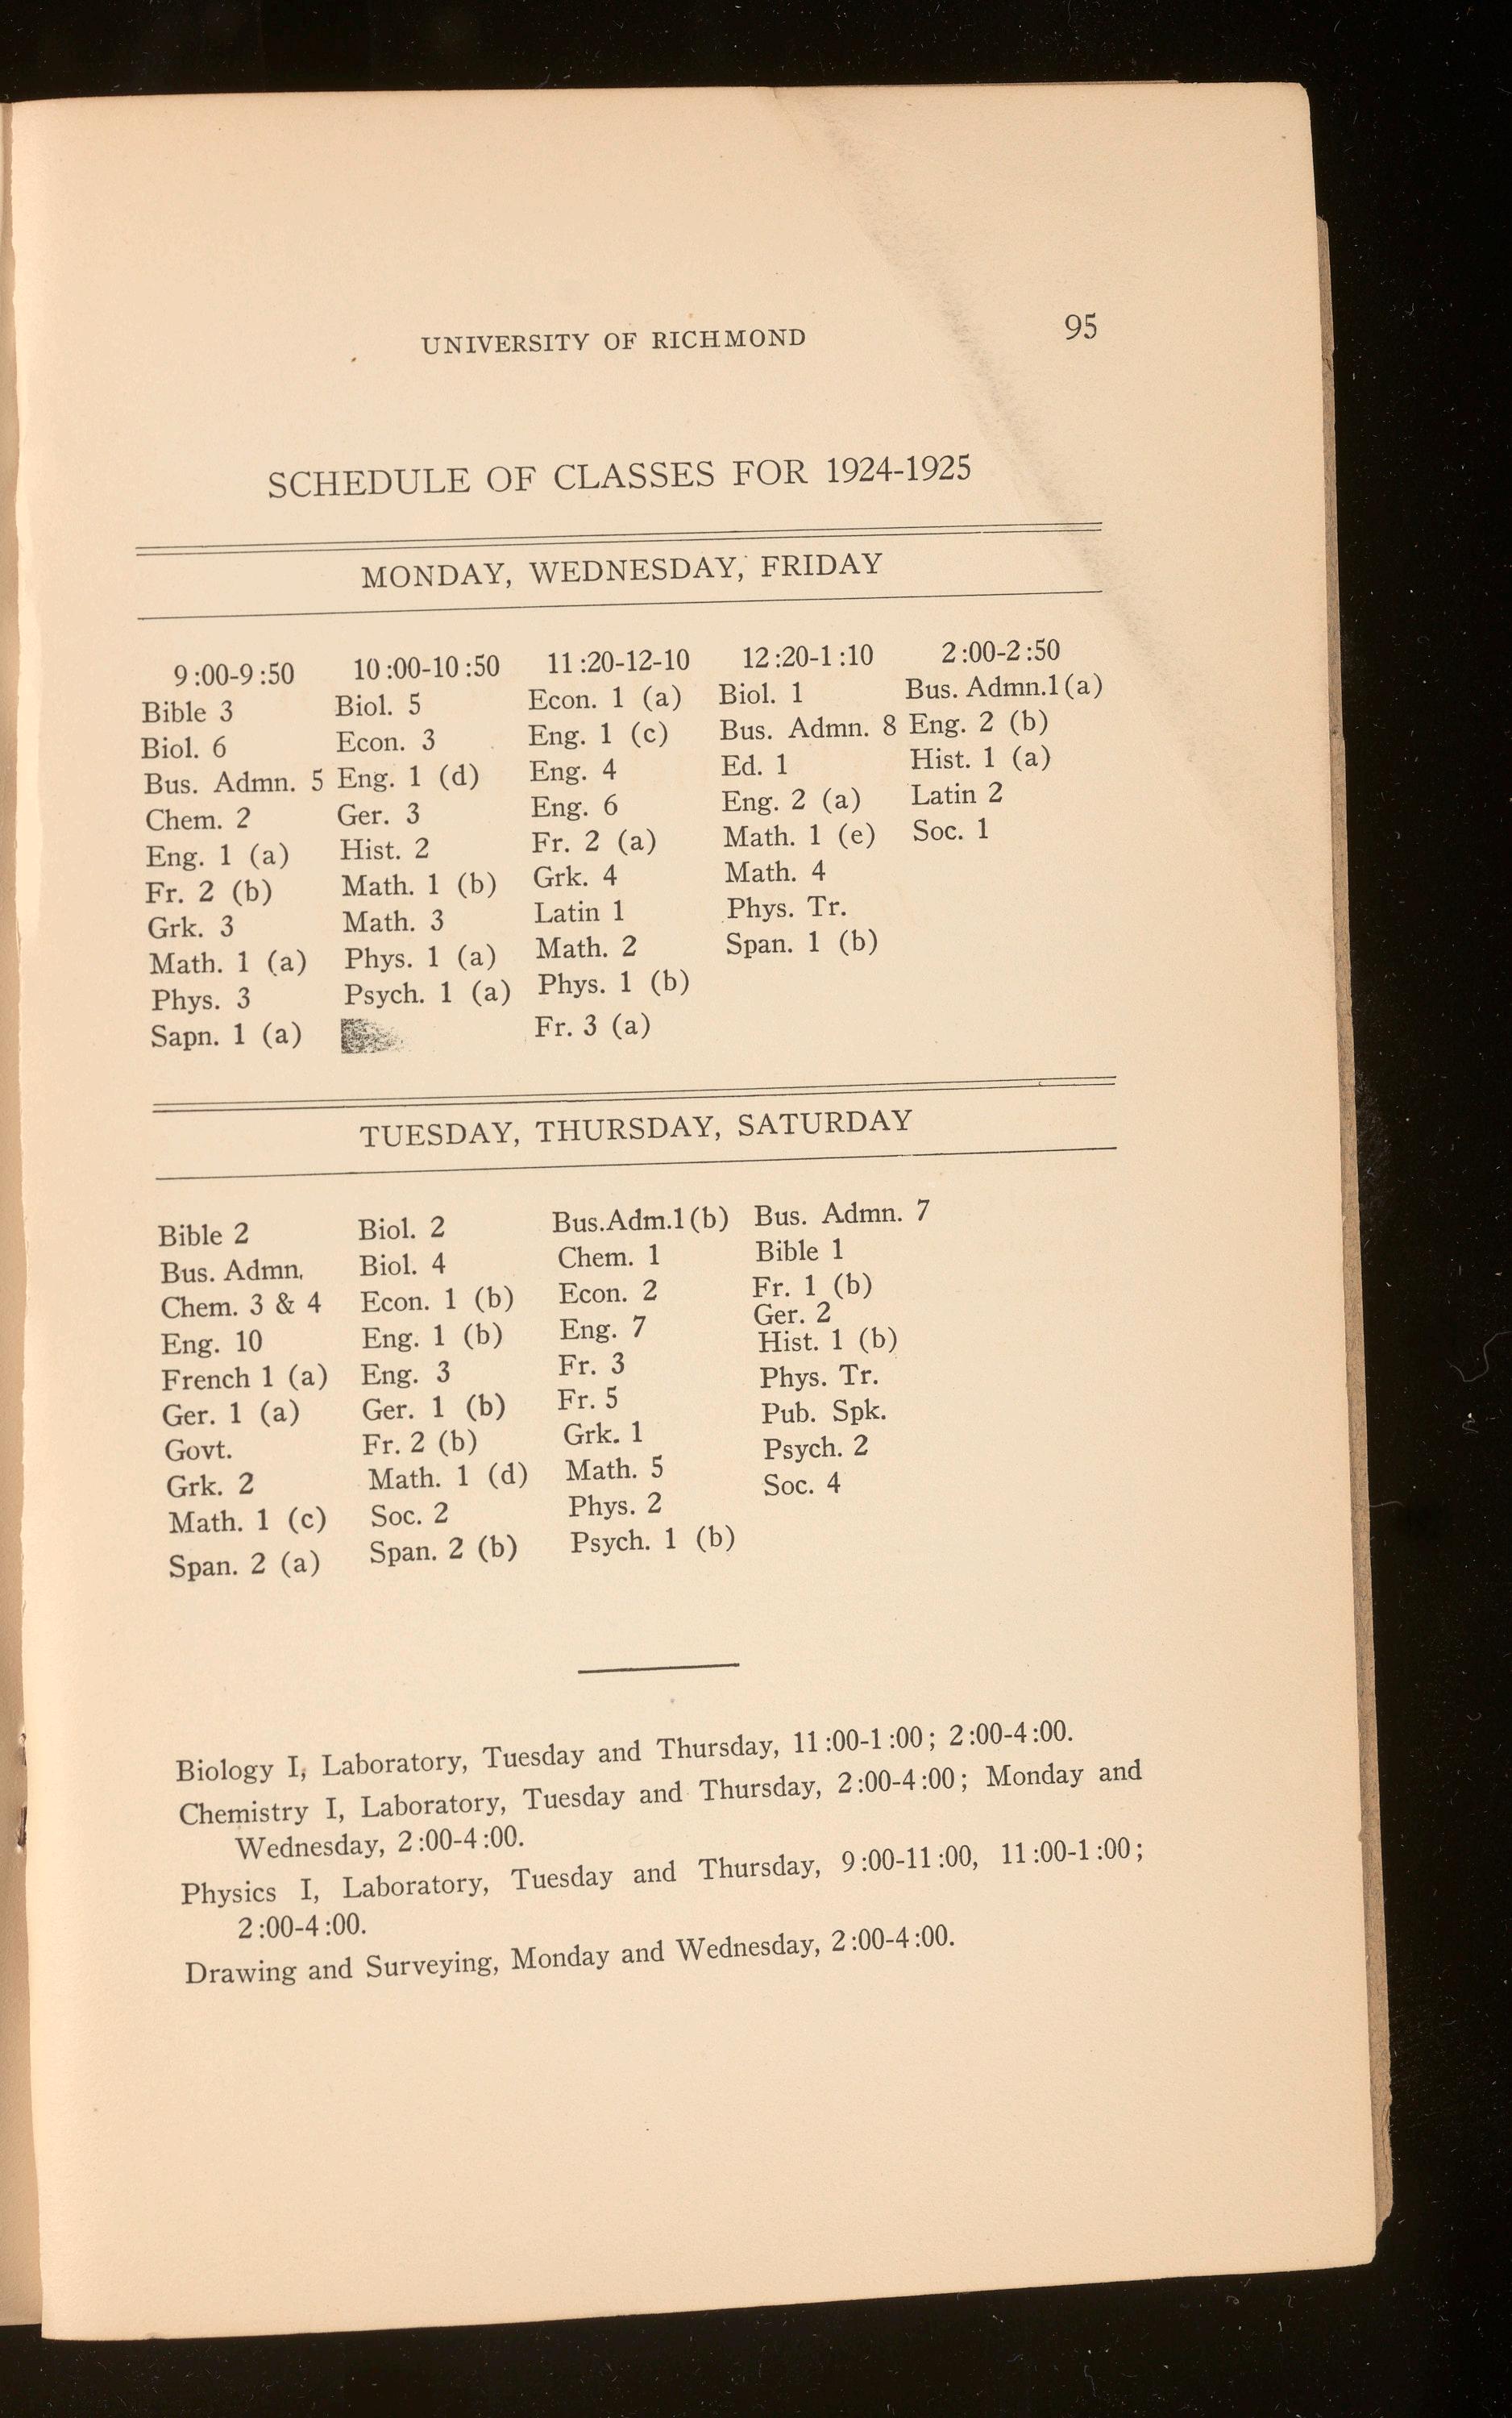 UNIVERSITY OF RICHMOND 95
SCHEDULE OF CLASSES FOR 1924-1925
MONDAY, WEDNESDAY, FRIDAY
9:00-9:50 10:00-10:50 11:20-12-10 12:20-1:10 2:00-2:50
Bible 3 Biol. 5 Econ. 1 (a) Biol. 1 Bus. Admn.1(a)
Biol. 6 Econ. 3 Eng. 1 (c) Bus. Admn. 8 Eng. 2 (b)
Bus. Admn. 5 Eng. 1 (d) Eng. 4 Ed. 1 Hist. 1 (a)
Chem. 2 Ger. 3 Eng. 6 Eng. 2 (a) Latin 2
Eng. 1 (a) Hist. 2 Fr. 2 (a) Math. 1 (e) Soc. 1
Fr. 2 (b) Math. 1 (b) Grk. 4 Math. 4
Grk. 3 Math. 3 Latin 1 Phys. Tr.
Math. 1 (a) Phys. 1 (a) Math. 2 Span. 1 (b)
Phys. 3 Psych. 1 (a) Phys. 1 (b)
Sapn. 1 (a) Fr. 3 (a)
TUESDAY, THURSDAY, SATURDAY
Bible 2 Biol. 2 Bus.Adm.1(b) Bus. Admn. 7
Bus. Admn. Biol. 4 Chem. 1 Bible 1
Chem. 3 & 4 Econ. 1 (b) Econ. 2 Fr. 1 (b)
Ger. 2
Eng. 10 Eng. 1 (b) Eng. 7 Hist. 1 (b)
French 1 (a) Eng. 3 Fr. 3 Phys. Tr.
Ger. 1 (a) Ger. 1 (b) Fr. 5 Pub. Spk.
Govt. Fr. 2 (b) Grk. 1 Psych. 2
Grk. 2 Math. 1 (d) Math. 5 Soc. 4
Math. 1 (c) Soc. 2 Phys. 2
Span. 2 (a) Span. 2 (b) Psych. 1 (b)
Biology I, Laboratory, Tuesday and Thursday, 11:00-1:00; 2:00-4:00.
Chemistry I, Laboratory, Tuesday and Thursday, 2:00-4:00; Monday and
Wednesday, 2:00-4:00.
Physics I, Laboratory, Tuesday and Thursday, 9:00-11:00, 11:00-1:00;
2:00-4:00.
Drawing and Surveying, Monday and Wednesday, 2:00-4:00.